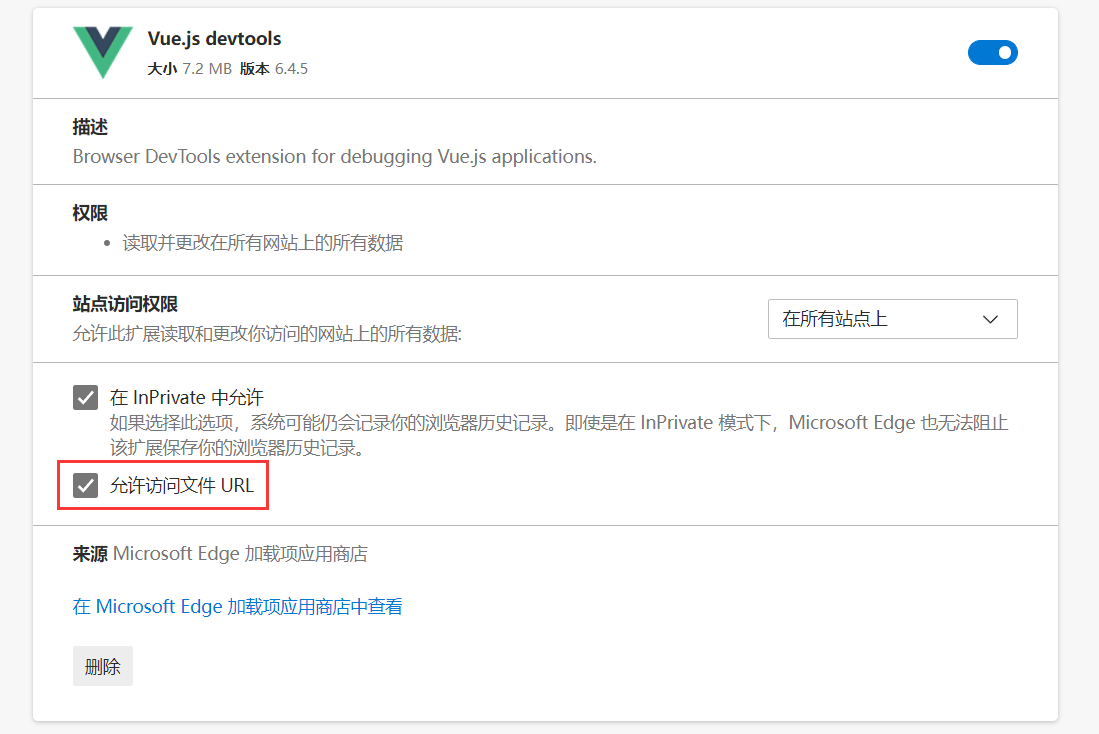 Vue.js devtools
大小 7.2 MB 版本 6.4.5
描述
Browser DevTools extension for debugging Vue.js applications.
权限
• 读取并更改在所有网站上的所有数据
站点访问权限
允许此扩展读取和更改你访问的网站上的所有数据:
在所有站点上
在 InPrivate 中允许
如果选择此选项，系统可能仍会记录你的浏览器历史记录。即使是在 InPrivate 模式下，Microsoft Edge 也无法阻止
该扩展保存你的浏览器历史记录。
允许访问文件 URL
来源 Microsoft Edge 加载项应用商店
在 Microsoft Edge 加载项应用商店中查看
删除